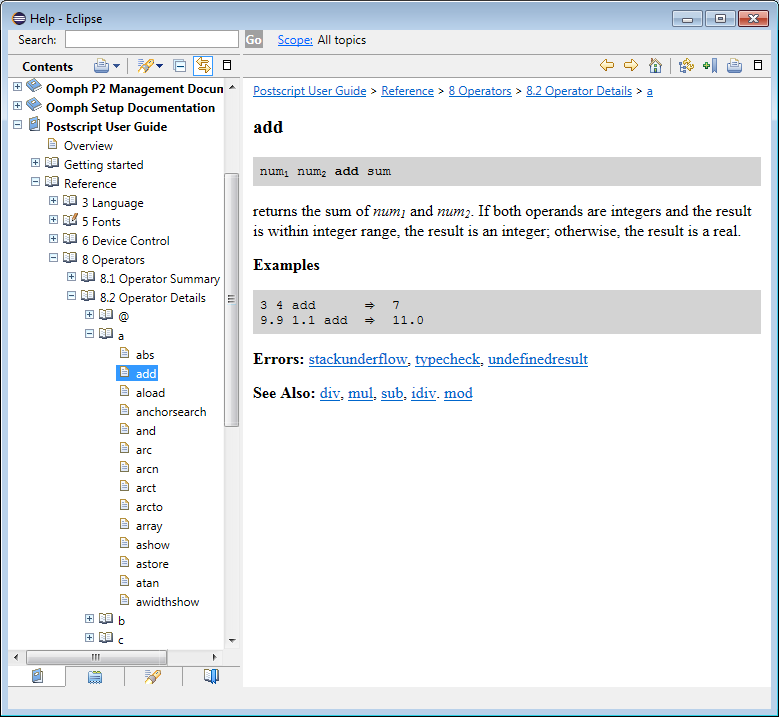 Help - Eclipse
Search:
Go
Scope: All topics
Contents
Oomph P2 Management Docun
Oomph Setup Documentation
Postscript User Guide
Overview
Getting started
Reference
3 Language
5 Fonts
6 Device Control
8 Operators
8.1 Operator Summary
8.2 Operator Details
@
a
abs
add
aload
anchorsearch
and
arc
arcn
arct
arcto
array
ashow
astore
atan
awidthshow
b
c
Postscript User Guide > Reference > 8 Operators > 8.2 Operator Details > a
add
num₁ num₂ add sum
returns the sum of num₁ and num₂. If both operands are integers and the result
is within integer range, the result is an integer; otherwise, the result is a real.
Examples
3 4 add ⇒ 7
9.9 1.1 add ⇒ 11.0
Errors: stackunderflow, typecheck, undefinedresult
See Also: div, mul, sub, idiv. mod